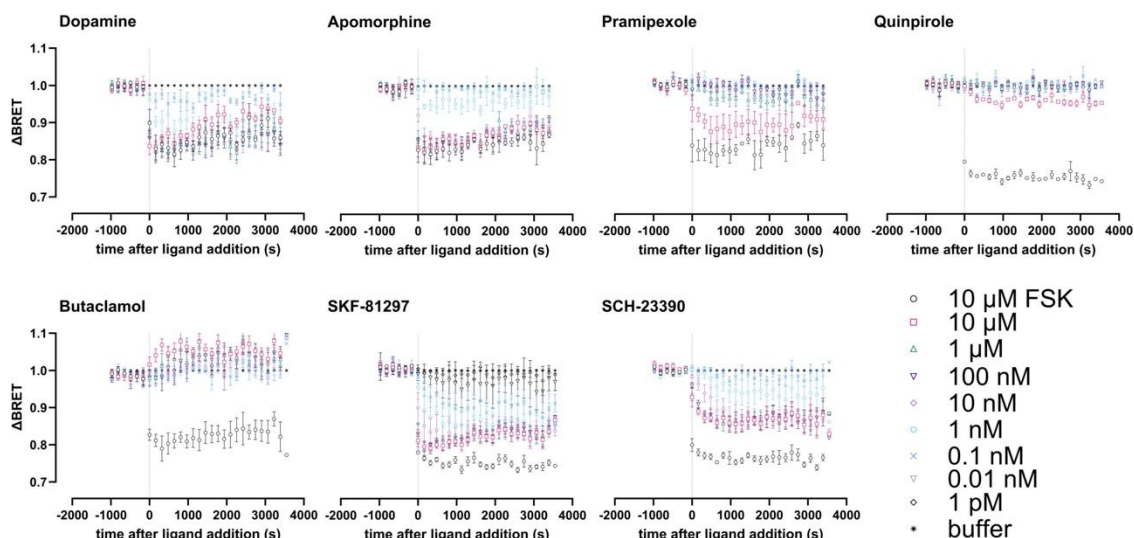 Dopamine
Apomorphine
Pramipexole
Quinpirole
ΔBRET
1.1
1.0
0.9
0.8
0.7
-2000 -1000 0 1000 2000 3000 4000
-2000 -1000 0 1000 2000 3000 4000
-2000 -1000 0 1000 2000 3000 4000
-2000 -1000 0 1000 2000 3000 4000
time after ligand addition (s)
time after ligand addition (s)
time after ligand addition (s)
time after ligand addition (s)
Butaclamol
SKF-81297
SCH-23390
ΔBRET
1.1
1.0
0.9
0.8
0.7
-2000 -1000 0 1000 2000 3000 4000
-2000 -1000 0 1000 2000 3000 4000
-2000 -1000 0 1000 2000 3000 4000
time after ligand addition (s)
time after ligand addition (s)
time after ligand addition (s)
10 μM FSK
10 μM
1 μM
100 nM
10 nM
1 nM
0.1 nM
0.01 nM
1 pM
buffer